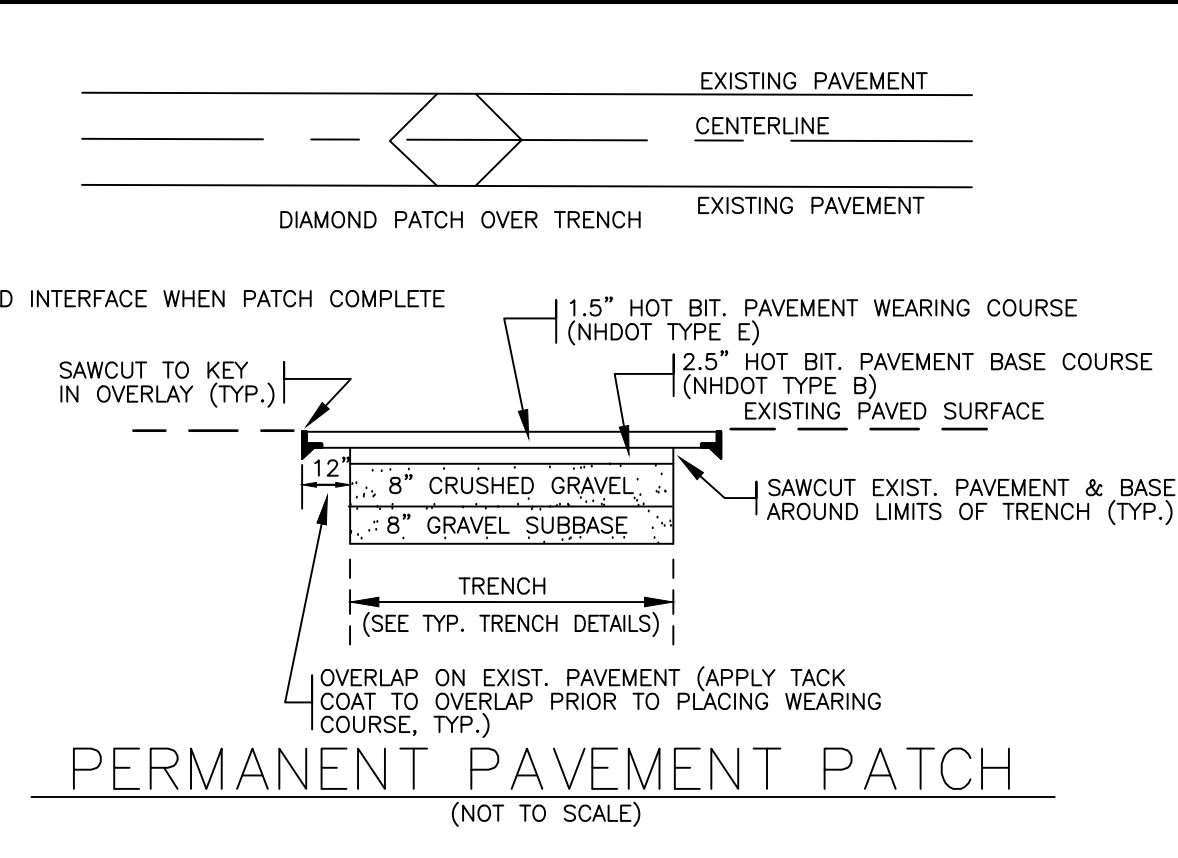 EXISTING PAVEMENT
CENTERLINE
EXISTING PAVEMENT
DIAMOND PATCH OVER TRENCH
D INTERFACE WHEN PATCH COMPLETE
1.5" HOT BIT. PAVEMENT WEARING COURSE
(NHDOT TYPE E)
2.5" HOT BIT. PAVEMENT BASE COURSE
(NHDOT TYPE B)
SAWCUT TO KEY
IN OVERLAY (TYP.)
EXISTING PAVED SURFACE
12"
8" CRUSHED GRAVEL
8" GRAVEL SUBBASE
SAWCUT EXIST. PAVEMENT & BASE
AROUND LIMITS OF TRENCH (TYP.)
TRENCH
(SEE TYP. TRENCH DETAILS)
OVERLAP ON EXIST. PAVEMENT (APPLY TACK
COAT TO OVERLAP PRIOR TO PLACING WEARING
COURSE, TYP.)
PERMANENT PAVEMENT PATCH
(NOT TO SCALE)